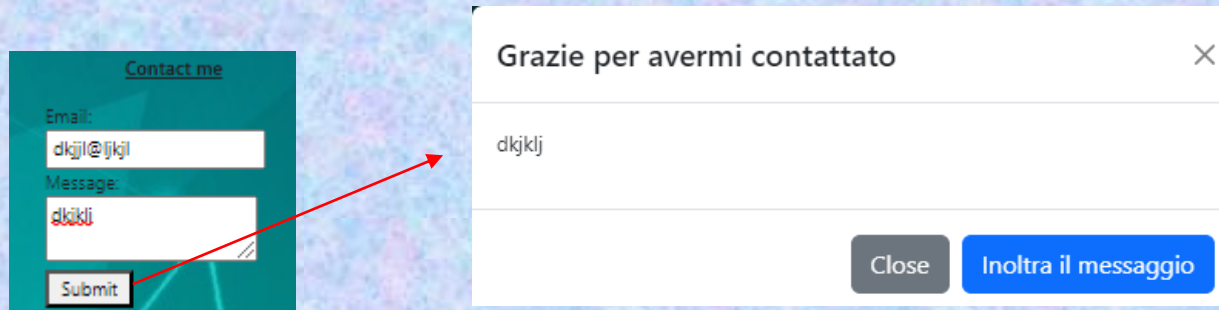 Contact me
Email:
dkjjl@ljkjl
Message:
dkjklj
Submit
Grazie per avermi contattato
dkjklj
Close
Inoltra il messaggio